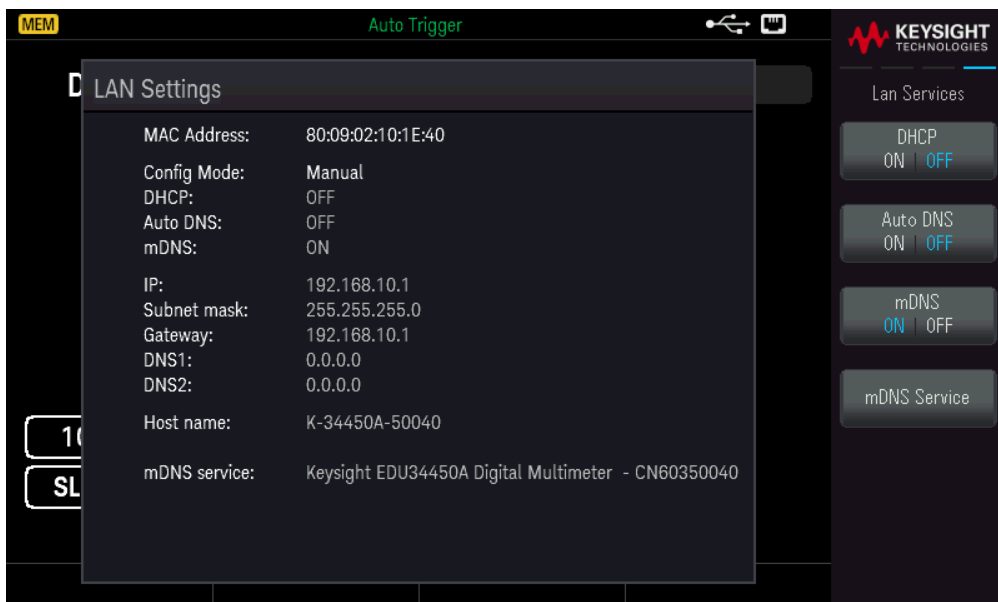 MEM
Auto Trigger
KEYSIGHT
TECHNOLOGIES
D
LAN Settings
MAC Address: 80:09:02:10:1E:40
Config Mode: Manual
DHCP: OFF
Auto DNS: OFF
mDNS: ON
IP: 192.168.10.1
Subnet mask: 255.255.255.0
Gateway: 192.168.10.1
DNS1: 0.0.0.0
DNS2: 0.0.0.0
Host name: K-34450A-50040
mDNS service: Keysight EDU34450A Digital Multimeter - CN60350040
10
SL
Lan Services
DHCP
ON | OFF
Auto DNS
ON | OFF
mDNS
ON | OFF
mDNS Service